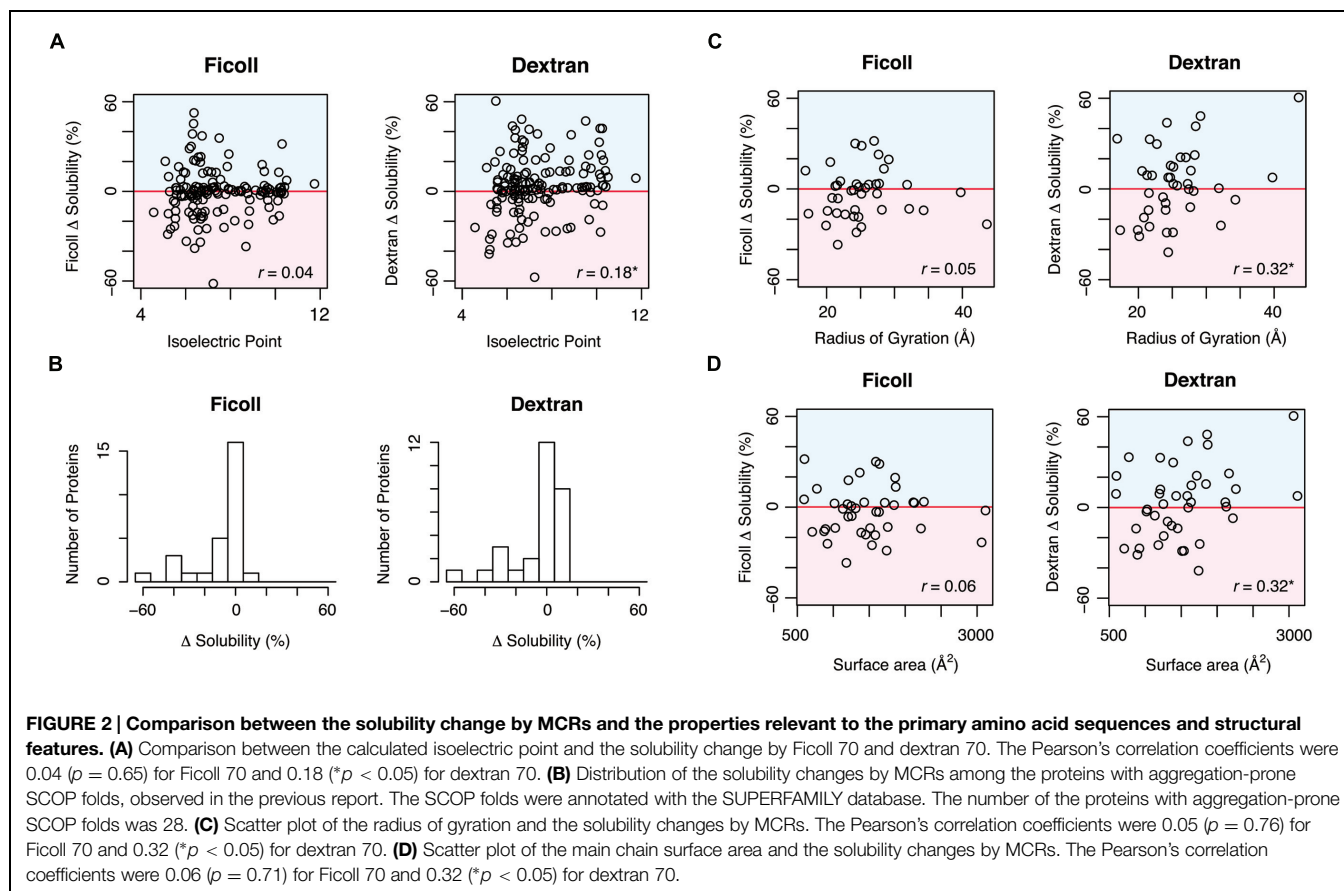 A
Ficoll
Dextran
Ficoll Δ Solubility (%)
60
0
−60
r = 0.04
4
12
Isoelectric Point
Dextran Δ Solubility (%)
60
0
−60
r = 0.18*
4
12
Isoelectric Point
B
Ficoll
Dextran
Number of Proteins
15
0
−60
0
60
Δ Solubility (%)
Number of Proteins
12
0
−60
0
60
Δ Solubility (%)
C
Ficoll
Dextran
Ficoll Δ Solubility (%)
60
0
−60
r = 0.05
20
40
Radius of Gyration (Å)
Dextran Δ Solubility (%)
60
0
−60
r = 0.32*
20
40
Radius of Gyration (Å)
D
Ficoll
Dextran
Ficoll Δ Solubility (%)
60
0
−60
r = 0.06
500
3000
Surface area (Å²)
Dextran Δ Solubility (%)
60
0
−60
r = 0.32*
500
3000
Surface area (Å²)
FIGURE 2 | Comparison between the solubility change by MCRs and the properties relevant to the primary amino acid sequences and structural
features. (A) Comparison between the calculated isoelectric point and the solubility change by Ficoll 70 and dextran 70. The Pearson's correlation coefficients were
0.04 (p = 0.65) for Ficoll 70 and 0.18 (*p < 0.05) for dextran 70. (B) Distribution of the solubility changes by MCRs among the proteins with aggregation-prone
SCOP folds, observed in the previous report. The SCOP folds were annotated with the SUPERFAMILY database. The number of the proteins with aggregation-prone
SCOP folds was 28. (C) Scatter plot of the radius of gyration and the solubility changes by MCRs. The Pearson's correlation coefficients were 0.05 (p = 0.76) for
Ficoll 70 and 0.32 (*p < 0.05) for dextran 70. (D) Scatter plot of the main chain surface area and the solubility changes by MCRs. The Pearson's correlation
coefficients were 0.06 (p = 0.71) for Ficoll 70 and 0.32 (*p < 0.05) for dextran 70.